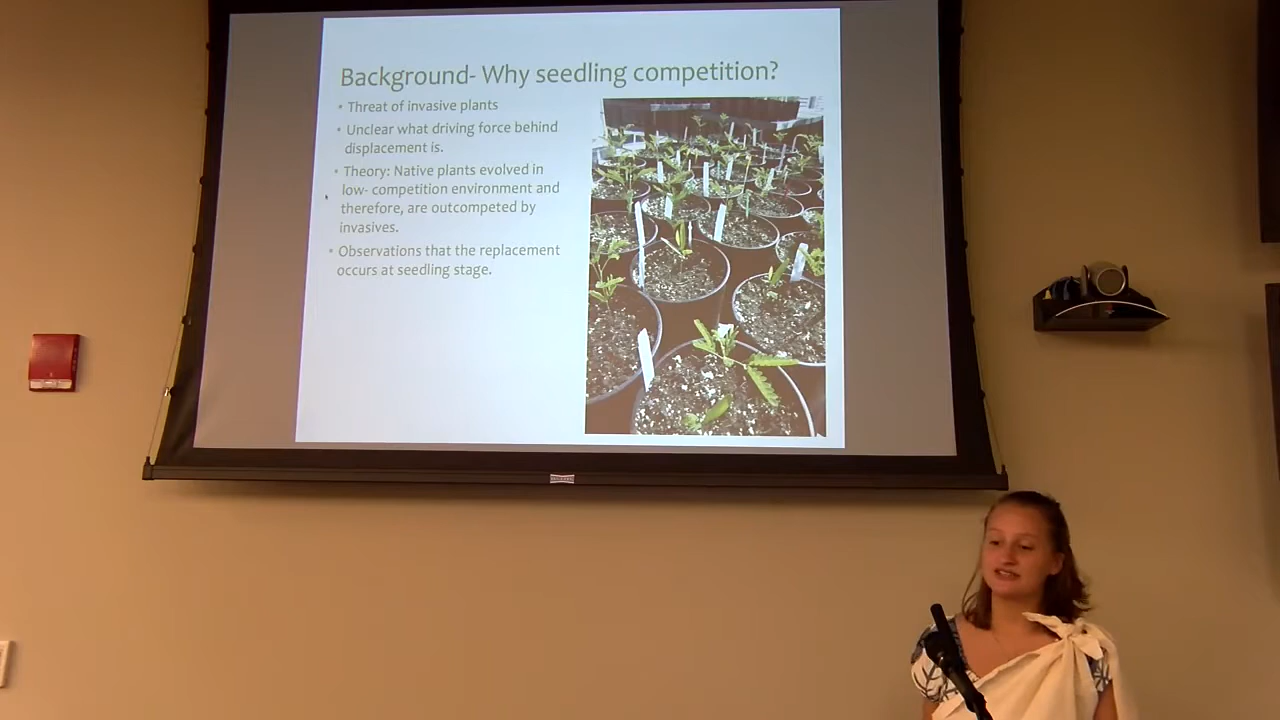 Background- Why seedling competition?
• Threat of invasive plants
• Unclear what driving force behind
displacement is.
• Theory: Native plants evolved in
low- competition environment and
therefore, are outcompeted by
invasives.
• Observations that the replacement
occurs at seedling stage.